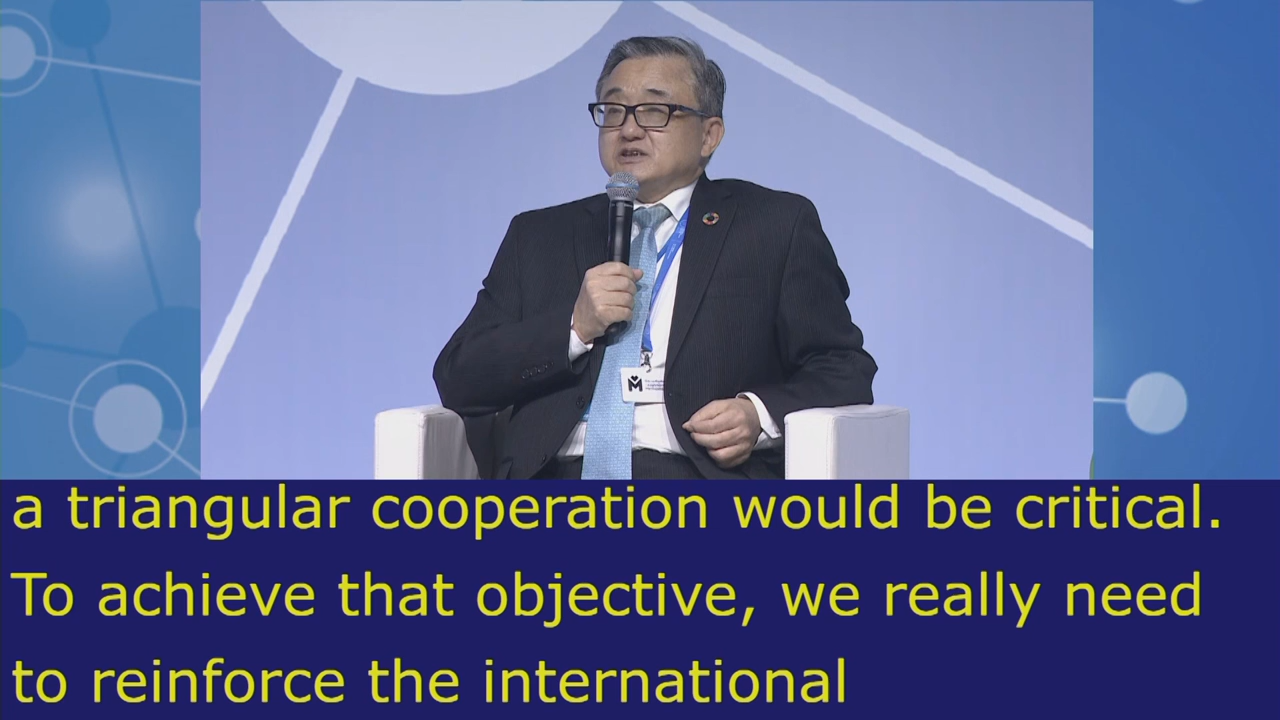 M
a triangular cooperation would be critical.
To achieve that objective, we really need
to reinforce the international